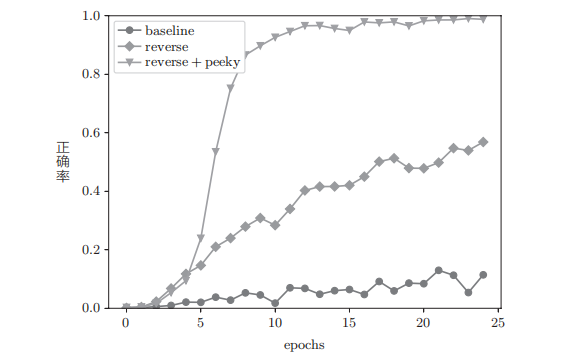 1.0
0.8
0.6
0.4
0.2
0.0
正
确
率
baseline
reverse
reverse + peeky
0 5 10 15 20 25
epochs